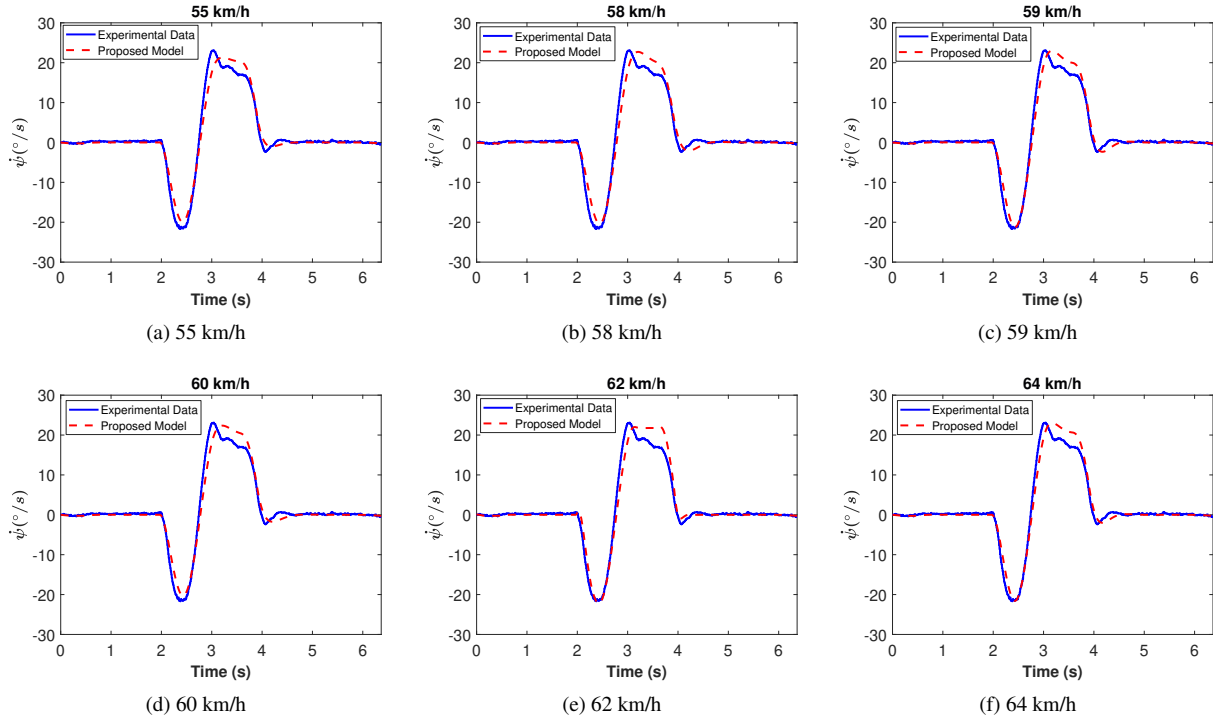 55 km/h
Experimental Data
Proposed Model
30
20
10
0
-10
-20
-30
ψ̇(°/s)
0 1 2 3 4 5 6
Time (s)
(a) 55 km/h
58 km/h
Experimental Data
Proposed Model
30
20
10
0
-10
-20
-30
ψ̇(°/s)
0 1 2 3 4 5 6
Time (s)
(b) 58 km/h
59 km/h
Experimental Data
Proposed Model
30
20
10
0
-10
-20
-30
ψ̇(°/s)
0 1 2 3 4 5 6
Time (s)
(c) 59 km/h
60 km/h
Experimental Data
Proposed Model
30
20
10
0
-10
-20
-30
ψ̇(°/s)
0 1 2 3 4 5 6
Time (s)
(d) 60 km/h
62 km/h
Experimental Data
Proposed Model
30
20
10
0
-10
-20
-30
ψ̇(°/s)
0 1 2 3 4 5 6
Time (s)
(e) 62 km/h
64 km/h
Experimental Data
Proposed Model
30
20
10
0
-10
-20
-30
ψ̇(°/s)
0 1 2 3 4 5 6
Time (s)
(f) 64 km/h